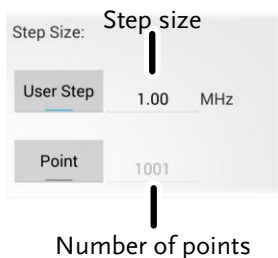 Step size
Step Size:
User Step 1.00 MHz
Point 1001
Number of points